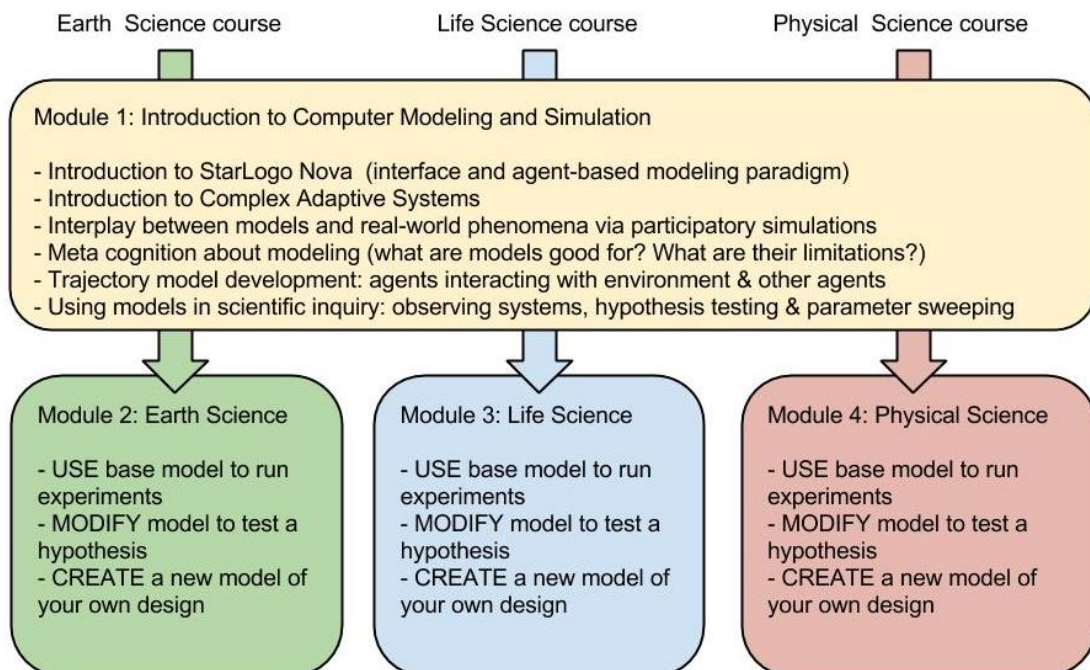 Earth Science course
Life Science course
Physical Science course
Module 1: Introduction to Computer Modeling and Simulation
- Introduction to StarLogo Nova (interface and agent-based modeling paradigm)
- Introduction to Complex Adaptive Systems
- Interplay between models and real-world phenomena via participatory simulations
- Meta cognition about modeling (what are models good for? What are their limitations?)
- Trajectory model development: agents interacting with environment & other agents
- Using models in scientific inquiry: observing systems, hypothesis testing & parameter sweeping
Module 2: Earth Science
- USE base model to run
experiments
- MODIFY model to test a
hypothesis
- CREATE a new model of
your own design
Module 3: Life Science
- USE base model to run
experiments
- MODIFY model to test a
hypothesis
- CREATE a new model of
your own design
Module 4: Physical Science
- USE base model to run
experiments
- MODIFY model to test a
hypothesis
- CREATE a new model of
your own design